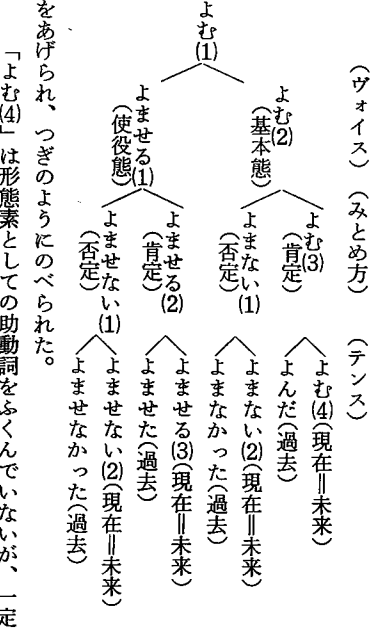 （ヴォイス）（みとめ方）（テンス）
よむ(1)
よむ(2)（基本態）
よむ(3)（肯定）
よむ(4)（現在＝未来）
よんだ（過去）
よまない(1)（否定）
よまない(2)（現在＝未来）
よまなかった（過去）
よませる(1)（使役態）
よませる(2)（肯定）
よませる(3)（現在＝未来）
よませた（過去）
よませない(1)（否定）
よませない(2)（現在＝未来）
よませなかった（過去）
をあげられ、つぎのようにのべられた。
「よむ(4)」は形態素としての助動詞をふくんでいないが、一定